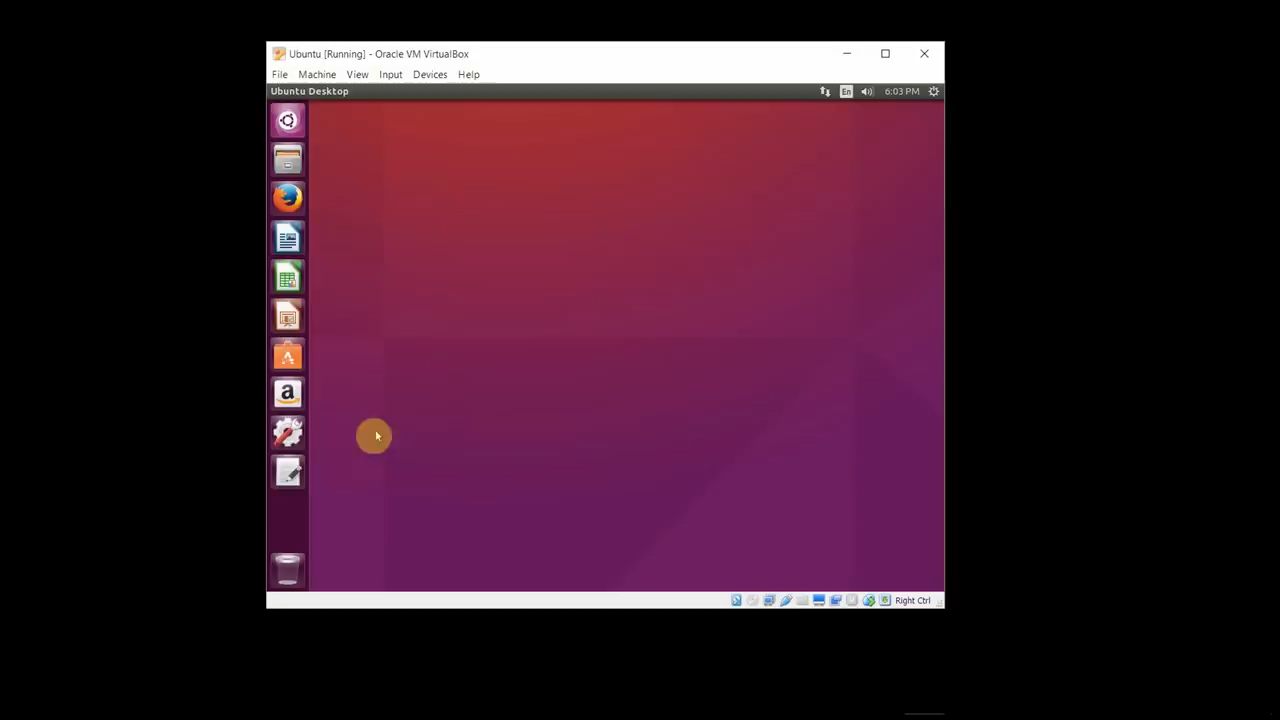 Ubuntu [Running] - Oracle VM VirtualBox
File Machine View Input Devices Help
Ubuntu Desktop En 6:03 PM
a
Right Ctrl